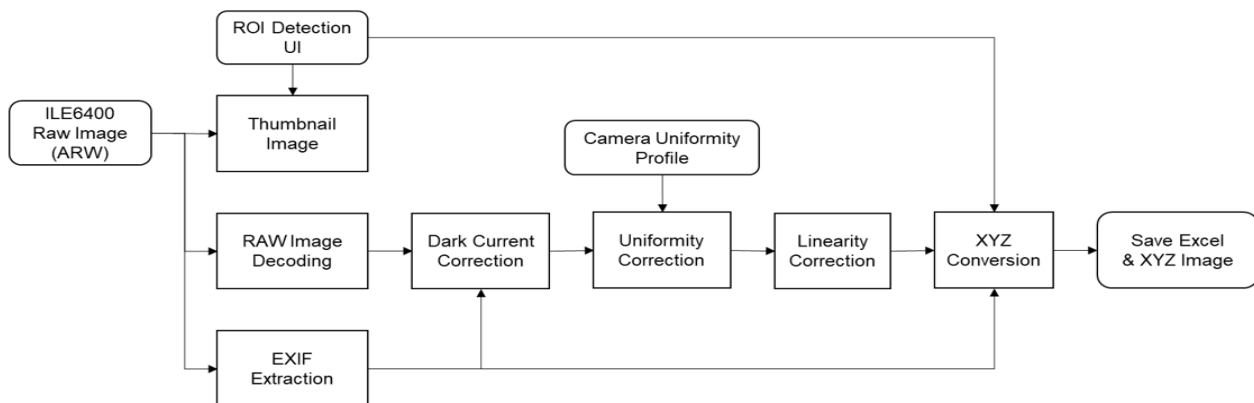 ROI Detection
UI
ILE6400
Raw Image
(ARW)
Thumbnail
Image
Camera Uniformity
Profile
RAW Image
Decoding
Dark Current
Correction
Uniformity
Correction
Linearity
Correction
XYZ
Conversion
Save Excel
& XYZ Image
EXIF
Extraction